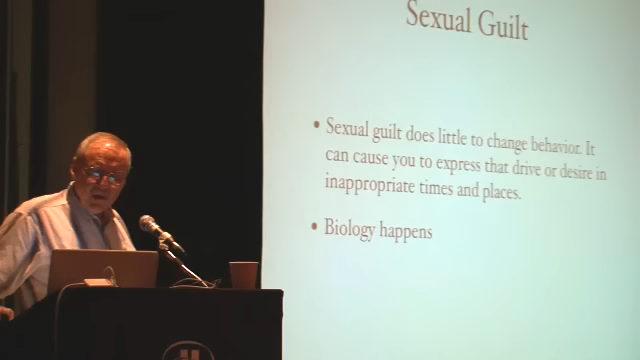 Sexual Guilt
• Sexual guilt does little to change behavior. It
can cause you to express that drive or desire in
inappropriate times and places.
• Biology happens